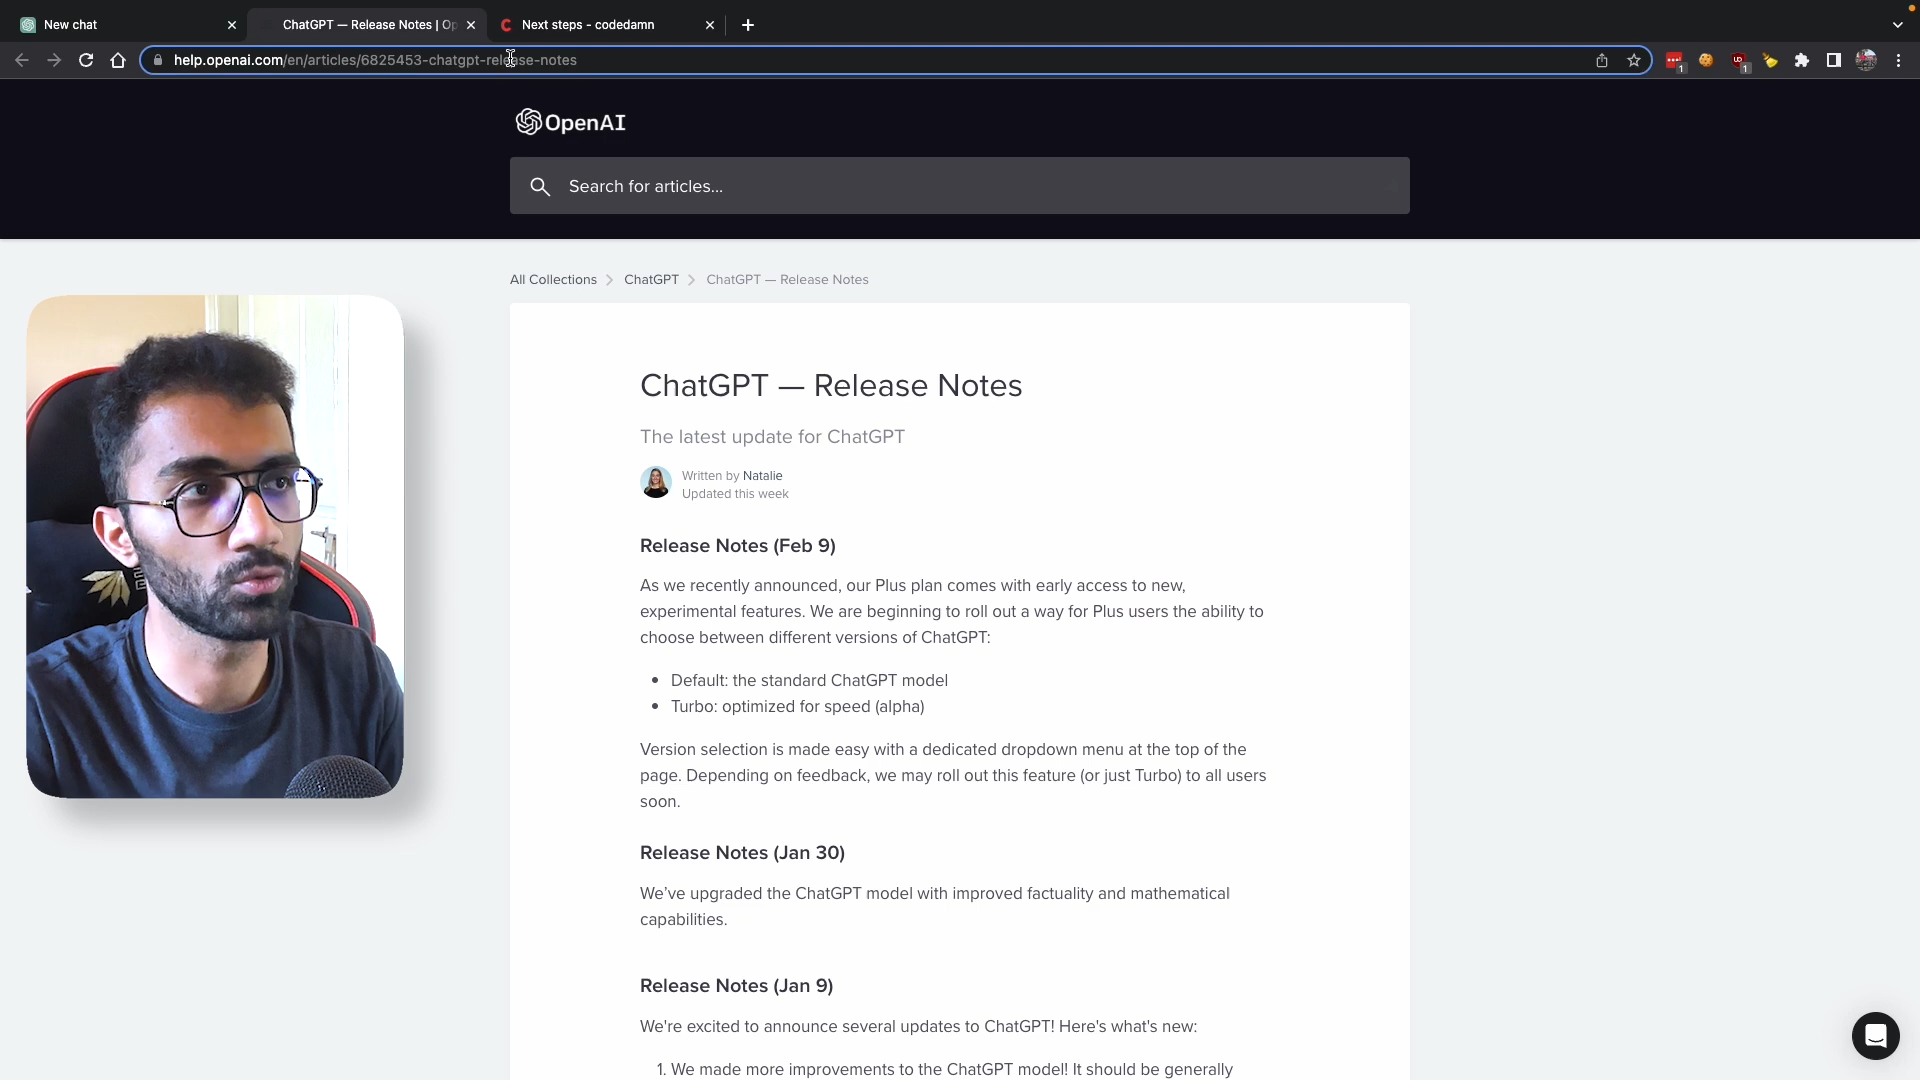 New chat
ChatGPT — Release Notes | Op
Next steps - codedamn
help.openai.com/en/articles/6825453-chatgpt-release-notes
1
1
OpenAI
Search for articles...
All Collections
ChatGPT
ChatGPT — Release Notes
ChatGPT — Release Notes
The latest update for ChatGPT
Written by Natalie
Updated this week
Release Notes (Feb 9)
As we recently announced, our Plus plan comes with early access to new,
experimental features. We are beginning to roll out a way for Plus users the ability to
choose between different versions of ChatGPT:
• Default: the standard ChatGPT model
• Turbo: optimized for speed (alpha)
Version selection is made easy with a dedicated dropdown menu at the top of the
page. Depending on feedback, we may roll out this feature (or just Turbo) to all users
soon.
Release Notes (Jan 30)
We’ve upgraded the ChatGPT model with improved factuality and mathematical
capabilities.
Release Notes (Jan 9)
We're excited to announce several updates to ChatGPT! Here's what's new:
1. We made more improvements to the ChatGPT model! It should be generally